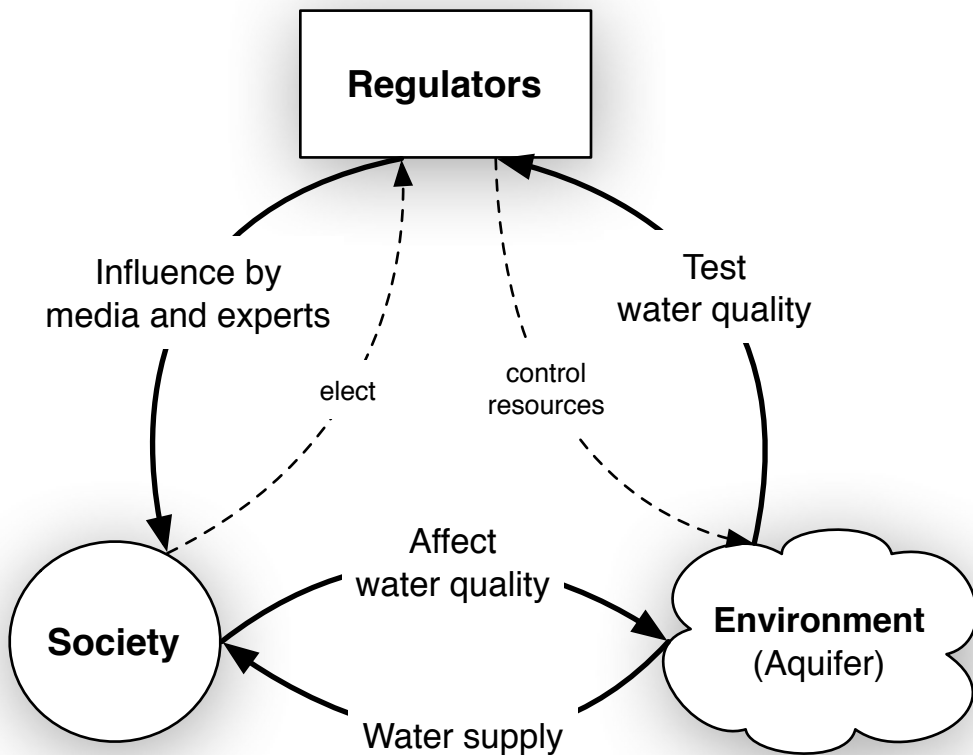 Regulators
Influence by
media and experts
Test
water quality
elect
control
resources
Affect
water quality
Society
Environment
(Aquifer)
Water supply